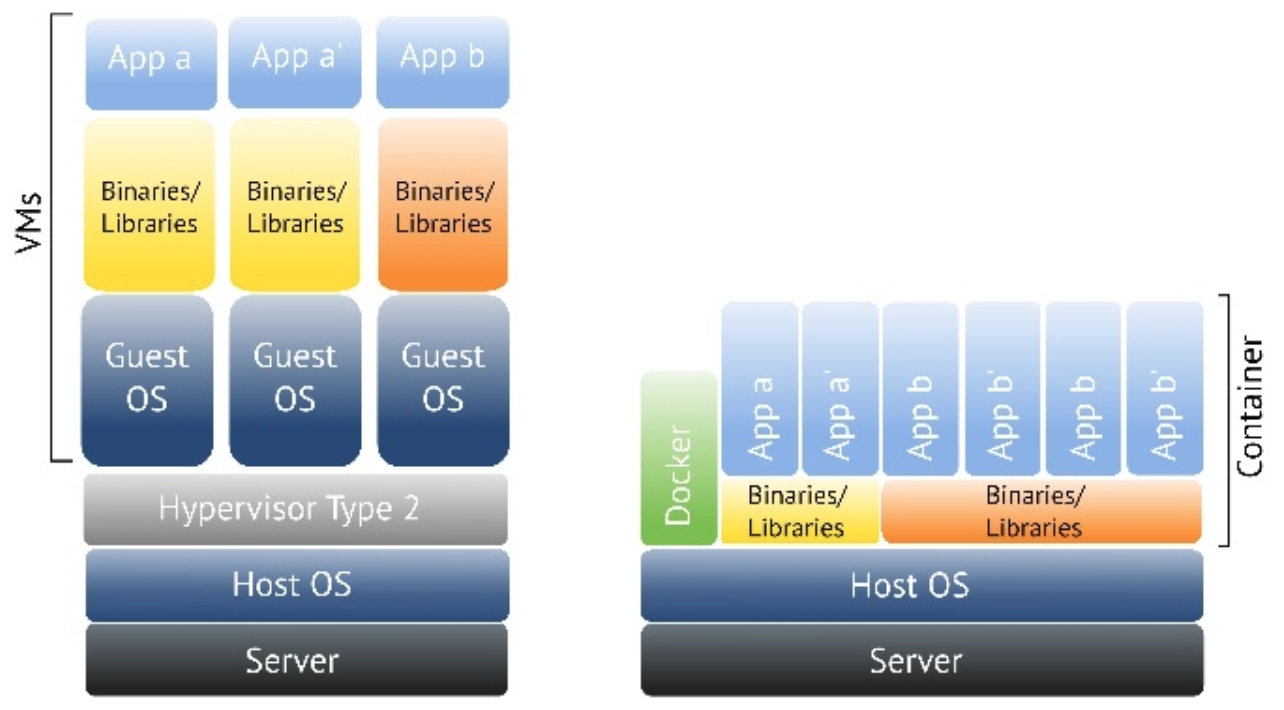 VMs
App a
App a'
App b
Binaries/
Libraries
Binaries/
Libraries
Binaries/
Libraries
Guest
OS
Guest
OS
Guest
OS
Hypervisor Type 2
Host OS
Server
Docker
App a
App a'
App b
App b'
App b
App b'
Binaries/
Libraries
Binaries/
Libraries
Container
Host OS
Server